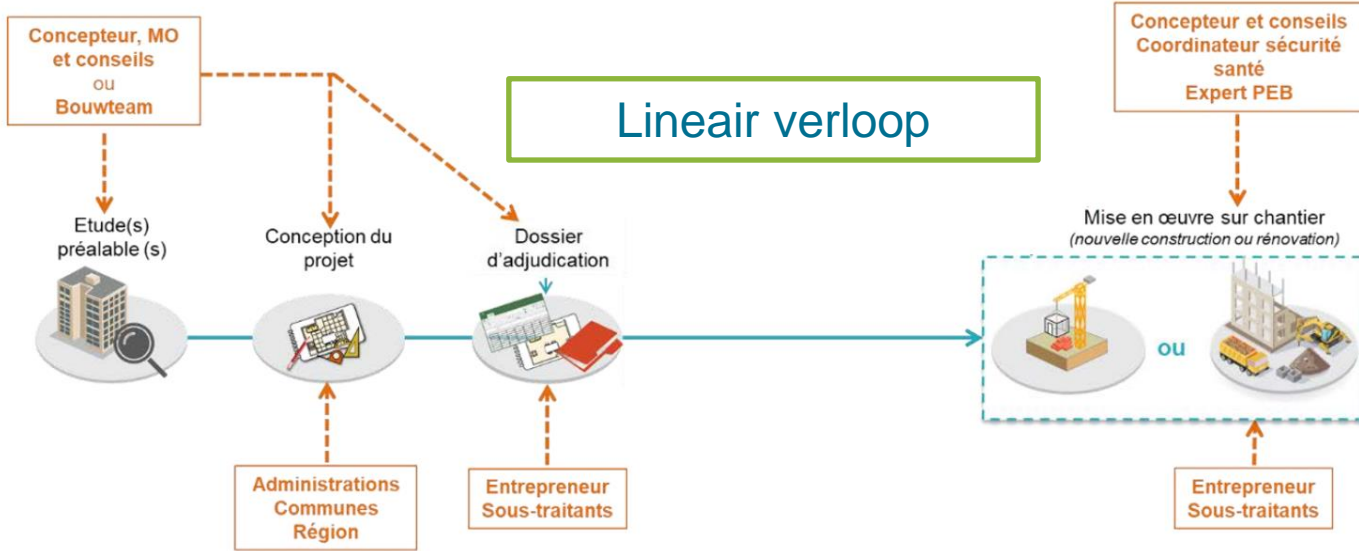 Concepteur, MO
et conseils
ou
Bouwteam
Concepteur et conseils
Coordinateur sécurité
santé
Expert PEB
Lineair verloop
Etude(s)
préalable (s)
Conception du
projet
Dossier
d'adjudication
Mise en œuvre sur chantier
(nouvelle construction ou rénovation)
ou
Administrations
Communes
Région
Entrepreneur
Sous-traitants
Entrepreneur
Sous-traitants